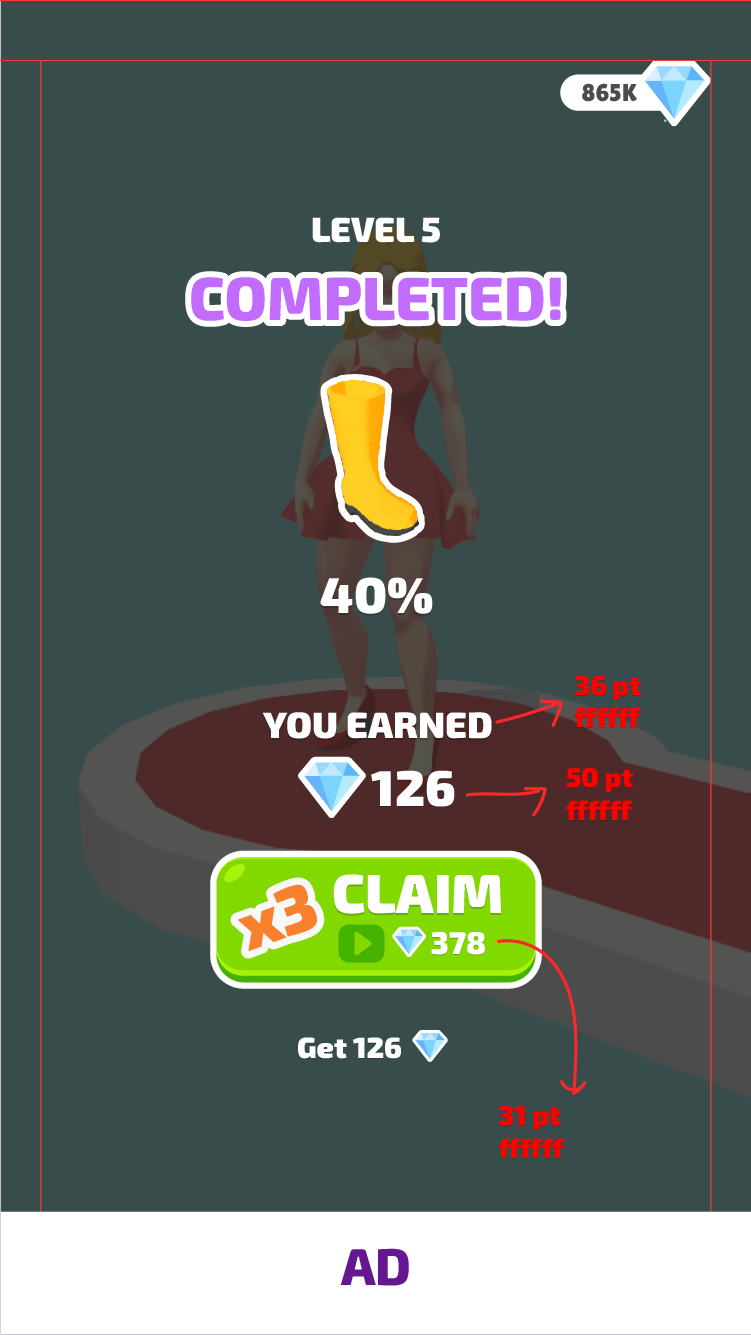 865K
LEVEL 5
COMPLETED!
40%
36 pt
ffffff
YOU EARNED
50 pt
ffffff
126
x3
CLAIM
378
Get 126
31 pt
ffffff
AD